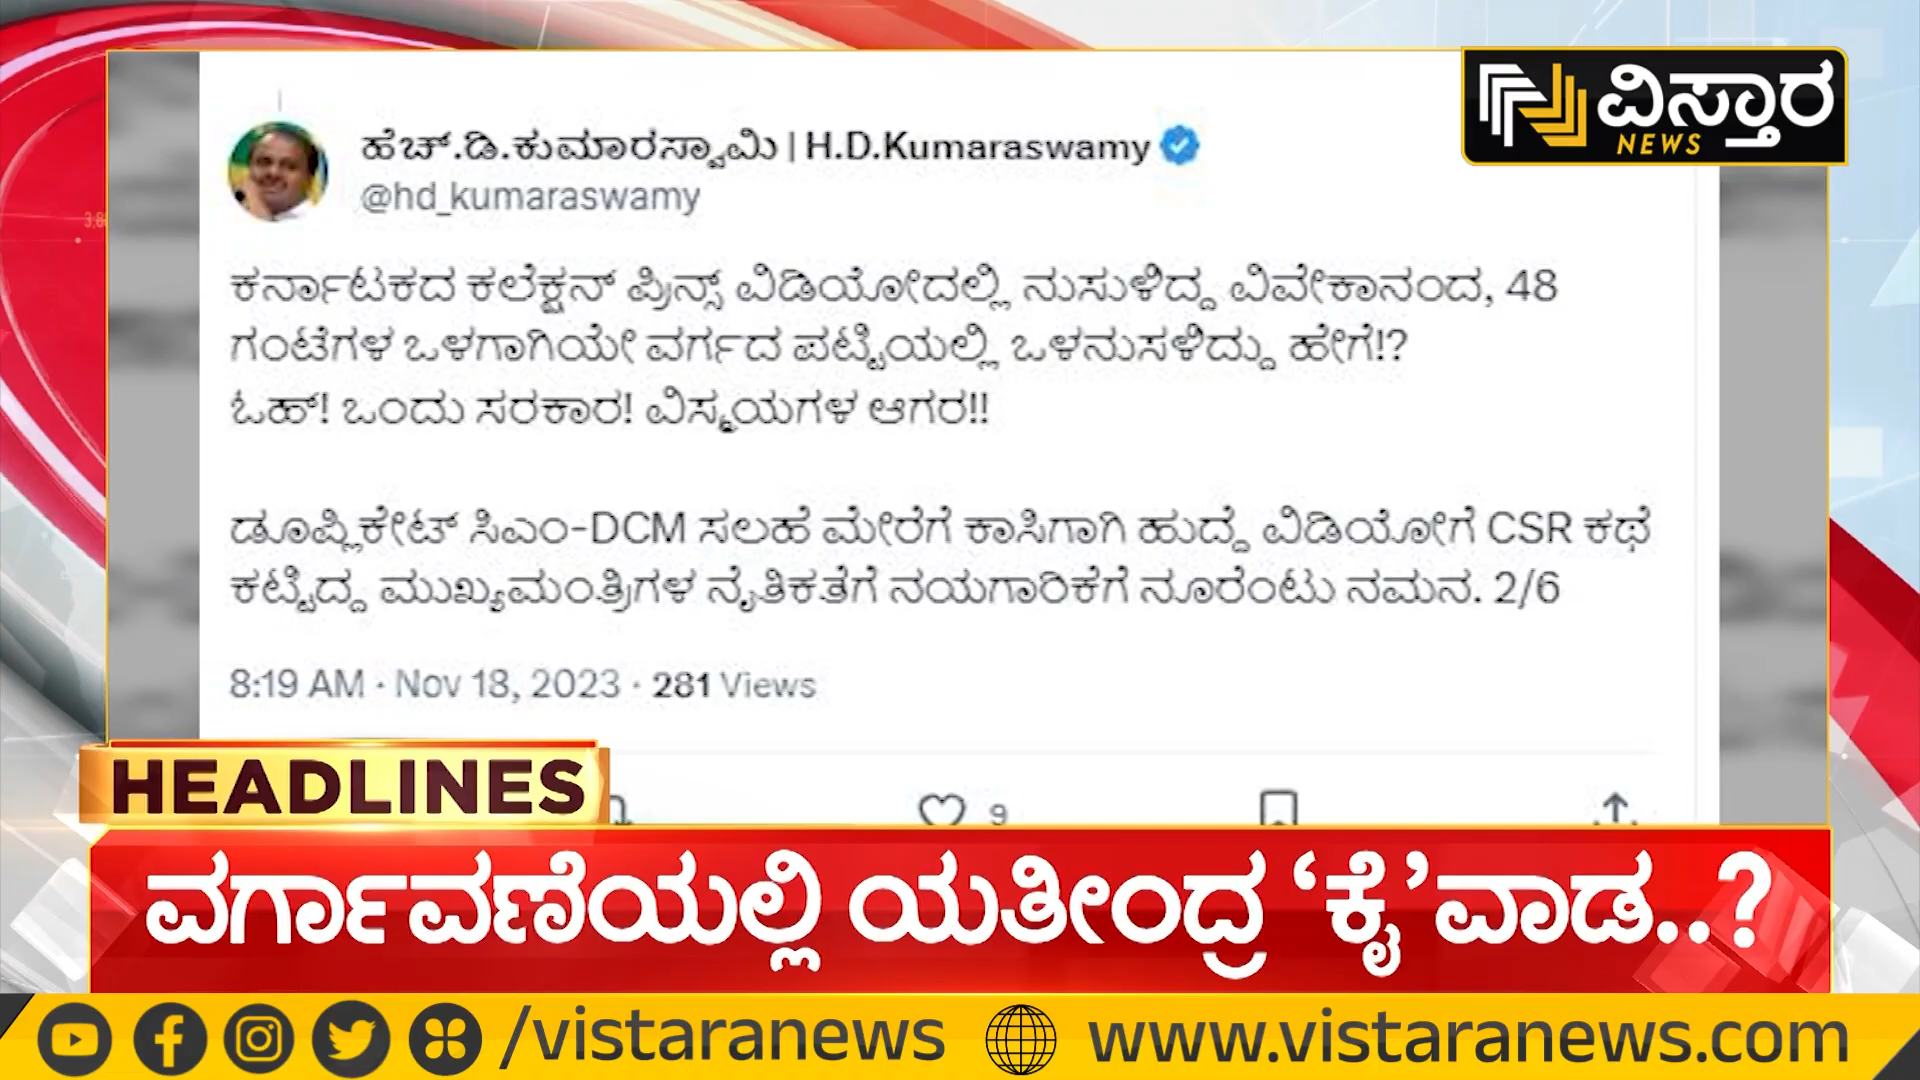 ವಿಸ್ತಾರ
NEWS
ಹೆಚ್.ಡಿ.ಕುಮಾರಸ್ವಾಮಿ | H.D.Kumaraswamy
@hd_kumaraswamy
ಕರ್ನಾಟಕದ ಕಲೆಕ್ಷನ್ ಪ್ರಿನ್ಸ್ ವಿಡಿಯೋದಲ್ಲಿ ನುಸುಳಿದ್ದ ವಿವೇಕಾನಂದ, 48
ಗಂಟೆಗಳ ಒಳಗಾಗಿಯೇ ವರ್ಗದ ಪಟ್ಟಿಯಲ್ಲಿ ಒಳನುಸಳಿದ್ದು ಹೇಗೆ!?
ಓಹ್! ಒಂದು ಸರಕಾರ! ವಿಸ್ಮಯಗಳ ಆಗರ!!
ಡೂಪ್ಲಿಕೇಟ್ ಸಿಎಂ-DCM ಸಲಹೆ ಮೇರೆಗೆ ಕಾಸಿಗಾಗಿ ಹುದ್ದೆ ವಿಡಿಯೋಗೆ CSR ಕಥೆ
ಕಟ್ಟಿದ್ದ ಮುಖ್ಯಮಂತ್ರಿಗಳ ನೈತಿಕತೆಗೆ ನಯಗಾರಿಕೆಗೆ ನೂರೆಂಟು ನಮನ. 2/6
8:19 AM · Nov 18, 2023 · 281 Views
9
HEADLINES
ವರ್ಗಾವಣೆಯಲ್ಲಿ ಯತೀಂದ್ರ ‘ಕೈ’ವಾಡ..?
/vistaranews www.vistaranews.com